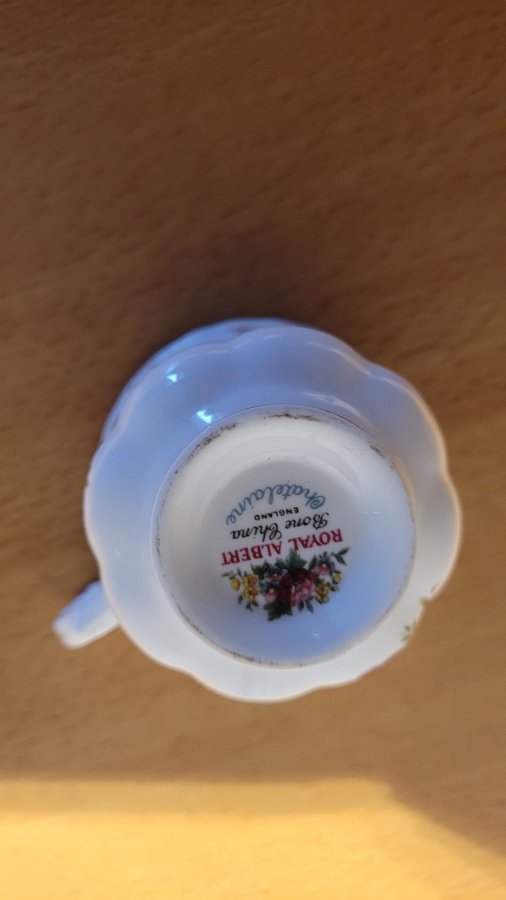 ROYAL ALBERT
Bone China
ENGLAND
Chatelaine